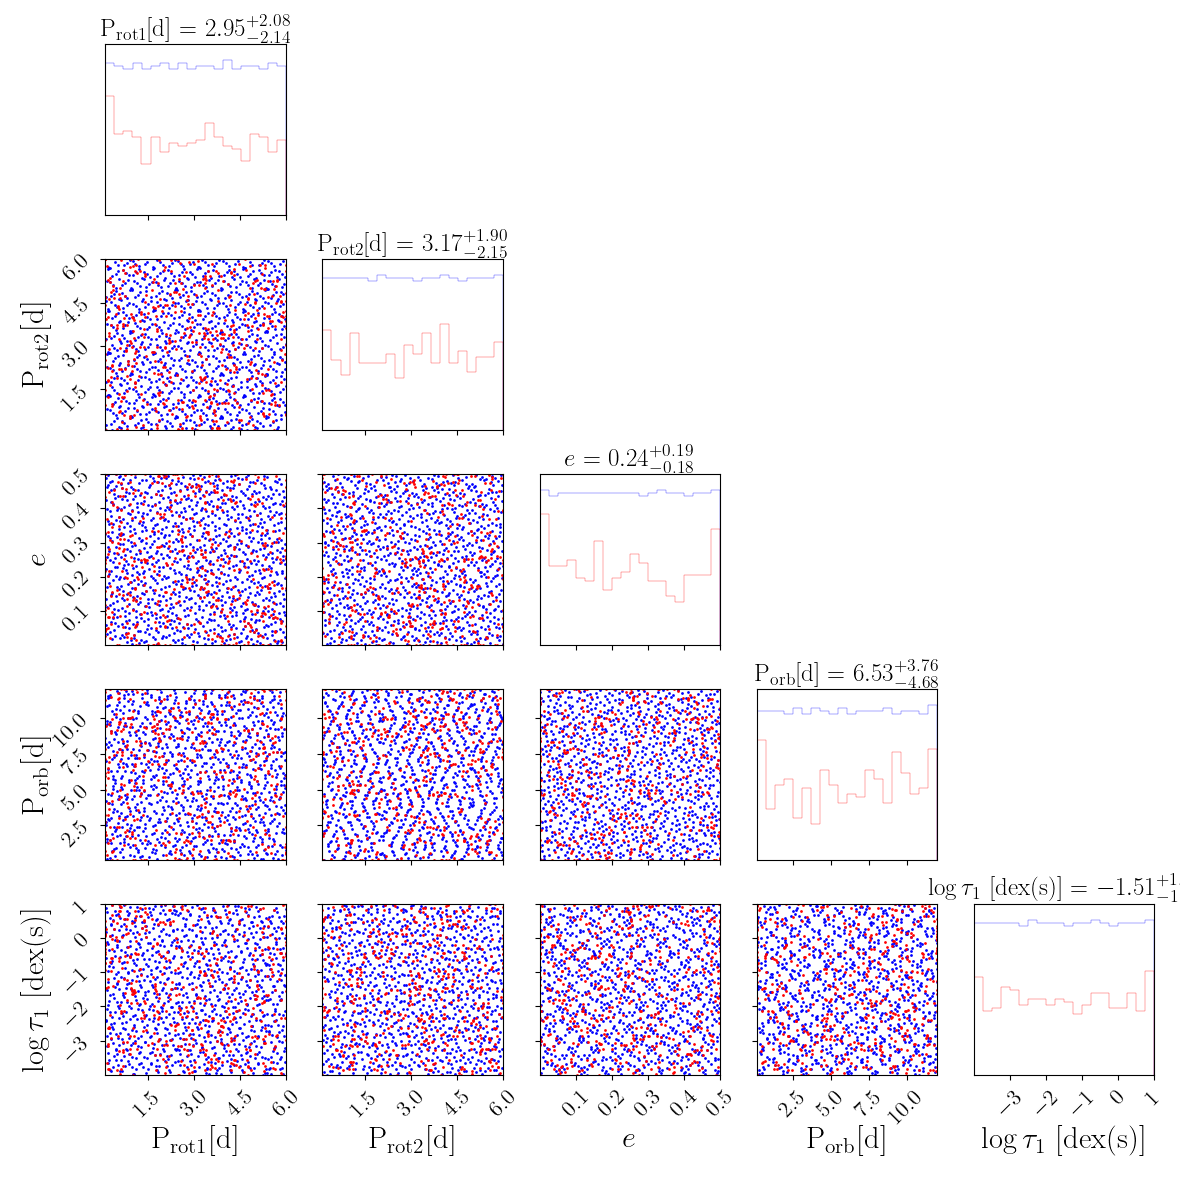 P_rot1[d] = 2.95^{+2.08}_{−2.14}
P_rot2[d] = 3.17^{+1.90}_{−2.15}
6.0
4.5
3.0
1.5
P_rot2[d]
e = 0.24^{+0.19}_{−0.18}
0.5
0.4
0.3
0.2
0.1
e
P_orb[d] = 6.53^{+3.76}_{−4.68}
10.0
7.5
5.0
2.5
P_orb[d]
log τ_1 [dex(s)] = −1.51^{+1.}_{−1}
1
0
−1
−2
−3
log τ_1 [dex(s)]
1.5 3.0 4.5 6.0 1.5 3.0 4.5 6.0 0.1 0.2 0.3 0.4 0.5 2.5 5.0 7.5 10.0 −3 −2 −1 0 1
P_rot1[d] P_rot2[d] e P_orb[d] log τ_1 [dex(s)]